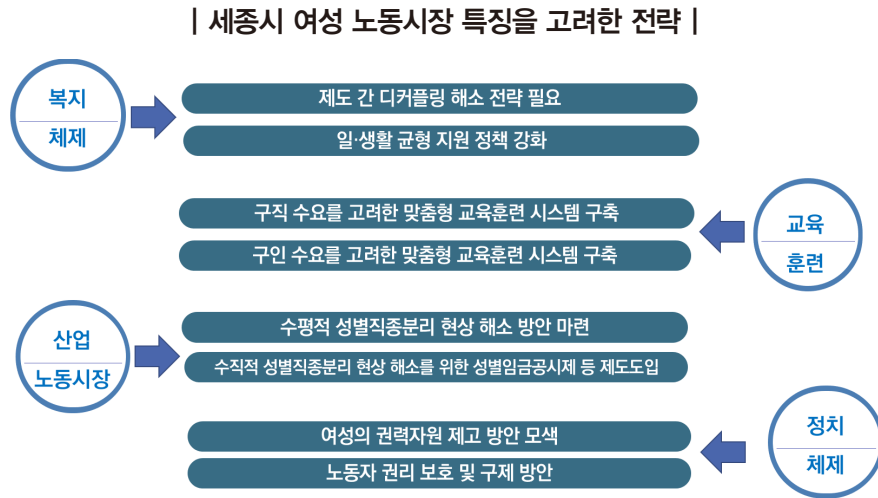 | 세종시 여성 노동시장 특징을 고려한 전략 |
복지
체제
제도 간 디커플링 해소 전략 필요
일·생활 균형 지원 정책 강화
구직 수요를 고려한 맞춤형 교육훈련 시스템 구축
구인 수요를 고려한 맞춤형 교육훈련 시스템 구축
교육
훈련
산업
노동시장
수평적 성별직종분리 현상 해소 방안 마련
수직적 성별직종분리 현상 해소를 위한 성별임금공시제 등 제도도입
여성의 권력자원 제고 방안 모색
노동자 권리 보호 및 구제 방안
정치
체제